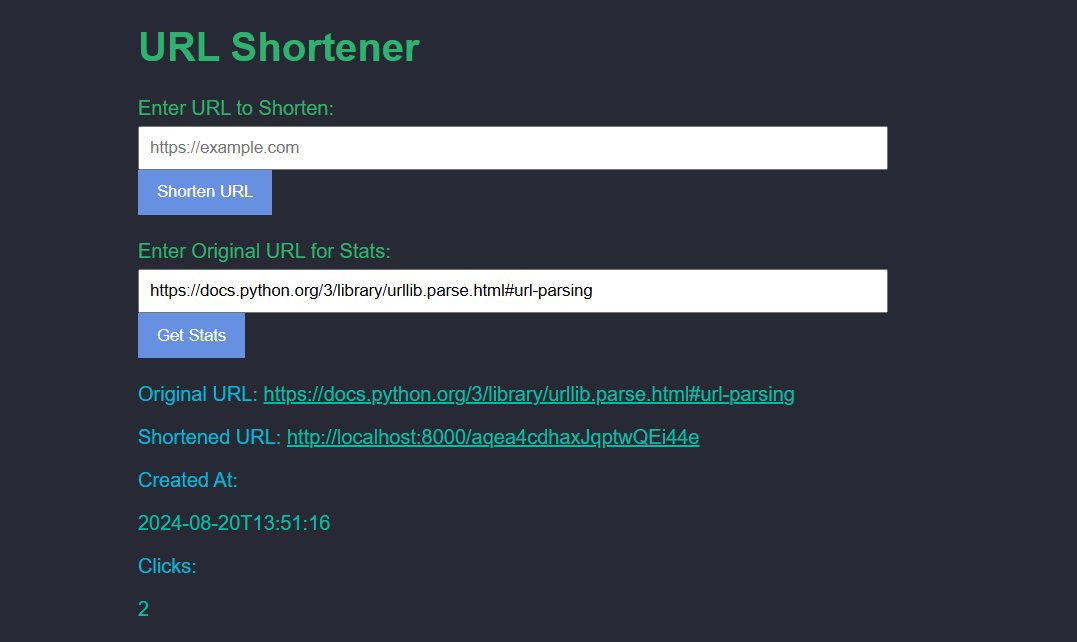 URL Shortener
Enter URL to Shorten:
https://example.com
Shorten URL
Enter Original URL for Stats:
https://docs.python.org/3/library/urllib.parse.html#url-parsing
Get Stats
Original URL: https://docs.python.org/3/library/urllib.parse.html#url-parsing
Shortened URL: http://localhost:8000/aqea4cdhaxJqptwQEi44e
Created At:
2024-08-20T13:51:16
Clicks:
2